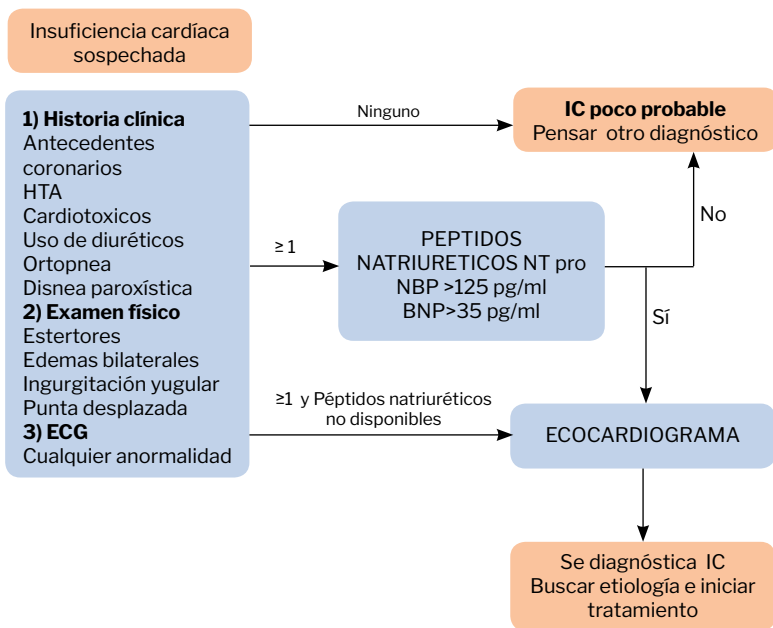 Insuficiencia cardíaca
sospechada
1) Historia clínica
Antecedentes
coronarios
HTA
Cardiotoxicos
Uso de diuréticos
Ortopnea
Disnea paroxística
2) Examen físico
Estertores
Edemas bilaterales
Ingurgitación yugular
Punta desplazada
3) ECG
Cualquier anormalidad
Ninguno
IC poco probable
Pensar otro diagnóstico
≥ 1
PEPTIDOS
NATRIURETICOS NT pro
NBP >125 pg/ml
BNP>35 pg/ml
No
Sí
≥1 y Péptidos natriuréticos
no disponibles
ECOCARDIOGRAMA
Se diagnóstica IC
Buscar etiología e iniciar
tratamiento